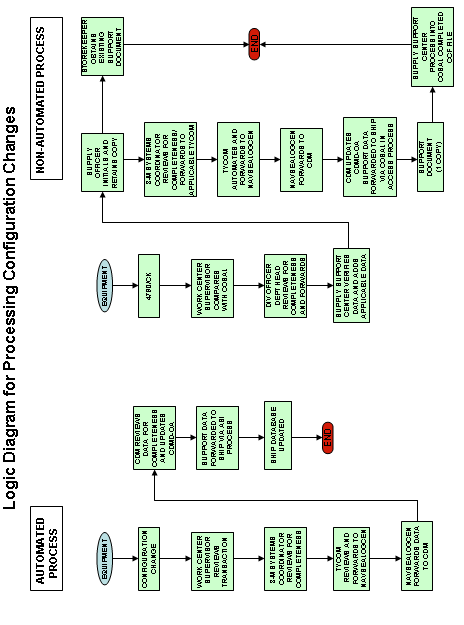 Logic Diagram for Processing Configuration Changes
AUTOMATED
PROCESS
EQUIPMENT
CONFIGURATION
CHANGE
WORK CENTER
SUPERVISOR
REVIEWS
TRANSACTION
3-M SYSTEMS
COORDINATOR
REVIEWS FOR
COMPLETENESS
TYCOM
REVIEWS AND
FORWARDS TO
NAVSEALOGCEN
NAVSEALOGCEN
FORWARDS DATA
TO CDM
CDM REVIEWS
DATA FOR
COMPLETENESS
AND UPDATES
CDMD-OA
SUPPORT DATA
FORWARDED TO
SHIP VIA ASI
PROCESS
SHIP DATABASE
UPDATED
END
NON-AUTOMATED PROCESS
EQUIPMENT
4790/CK
WORK CENTER
SUPERVISOR
COMPARES
WITH COSAL
DIV OFFICER
DEPT HEAD
REVIEWS FOR
COMPLETENESS
AND FORWARDS
SUPPLY SUPPORT
CENTER VERIFIES
DATA AND ADDS
APPLICABLE DATA
SUPPLY
OFFICER
INITIALS AND
RETAINS COPY
STOREKEEPER
OBTAINS
EXISTING
SUPPORT
DOCUMENT
3-M SYSTEMS
COORDINATOR
REVIEWS FOR
COMPLETENESS/
FORWARDS TO
APPLICABLE TYCOM
TYCOM
AUTOMATES AND
FORWARDS TO
NAVSEALOGCEN
NAVSEALOGCEN
FORWARDS TO
CDM
CDM UPDATES
CDMD-OA
SUPPORT DATA
FORWARDED TO SHIP
VIA COSAL IN
ACCESS PROCESS
SUPPORT
DOCUMENT
(1 COPY)
SUPPLY SUPPORT
CENTER
PROCESS INTO
COSAL COMPLETED
CCF FILE
END